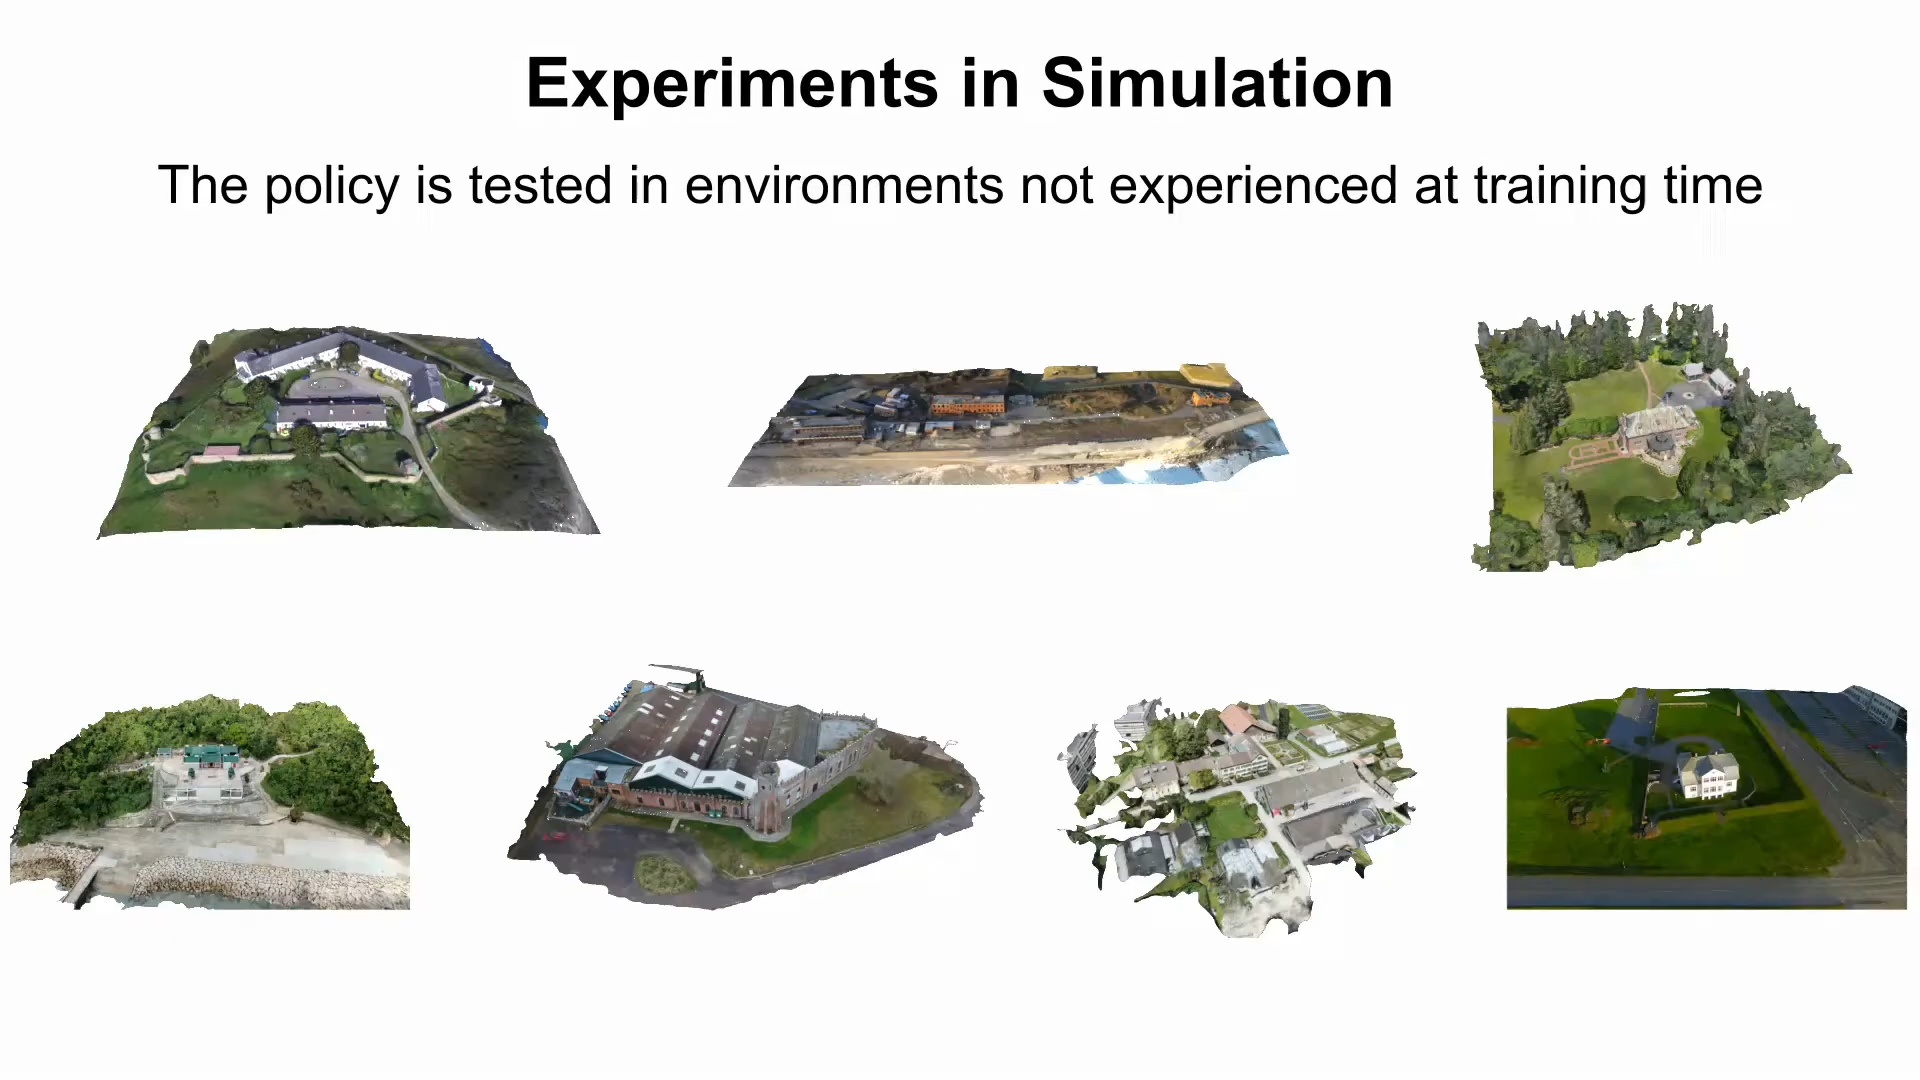 Experiments in Simulation
The policy is tested in environments not experienced at training time